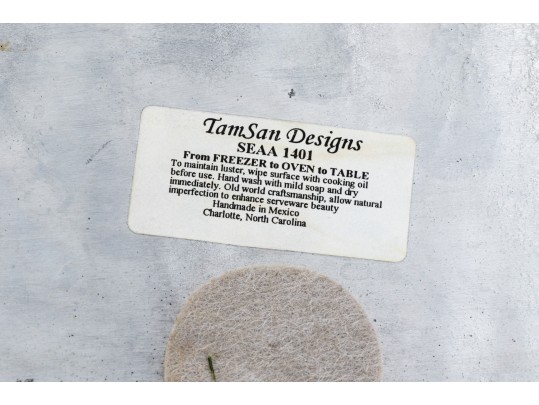 TamSan Designs
SEAA 1401
From FREEZER to OVEN to TABLE
To maintain luster, wipe surface with cooking oil
before use. Hand wash with mild soap and dry
immediately. Old world craftsmanship, allow natural
imperfection to enhance serveware beauty
Handmade in Mexico
Charlotte, North Carolina